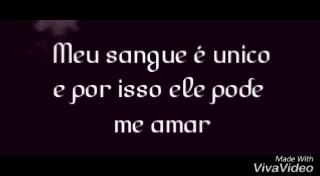 Meu sangue é unico
e por isso ele pode
me amar
Made With
VivaVideo